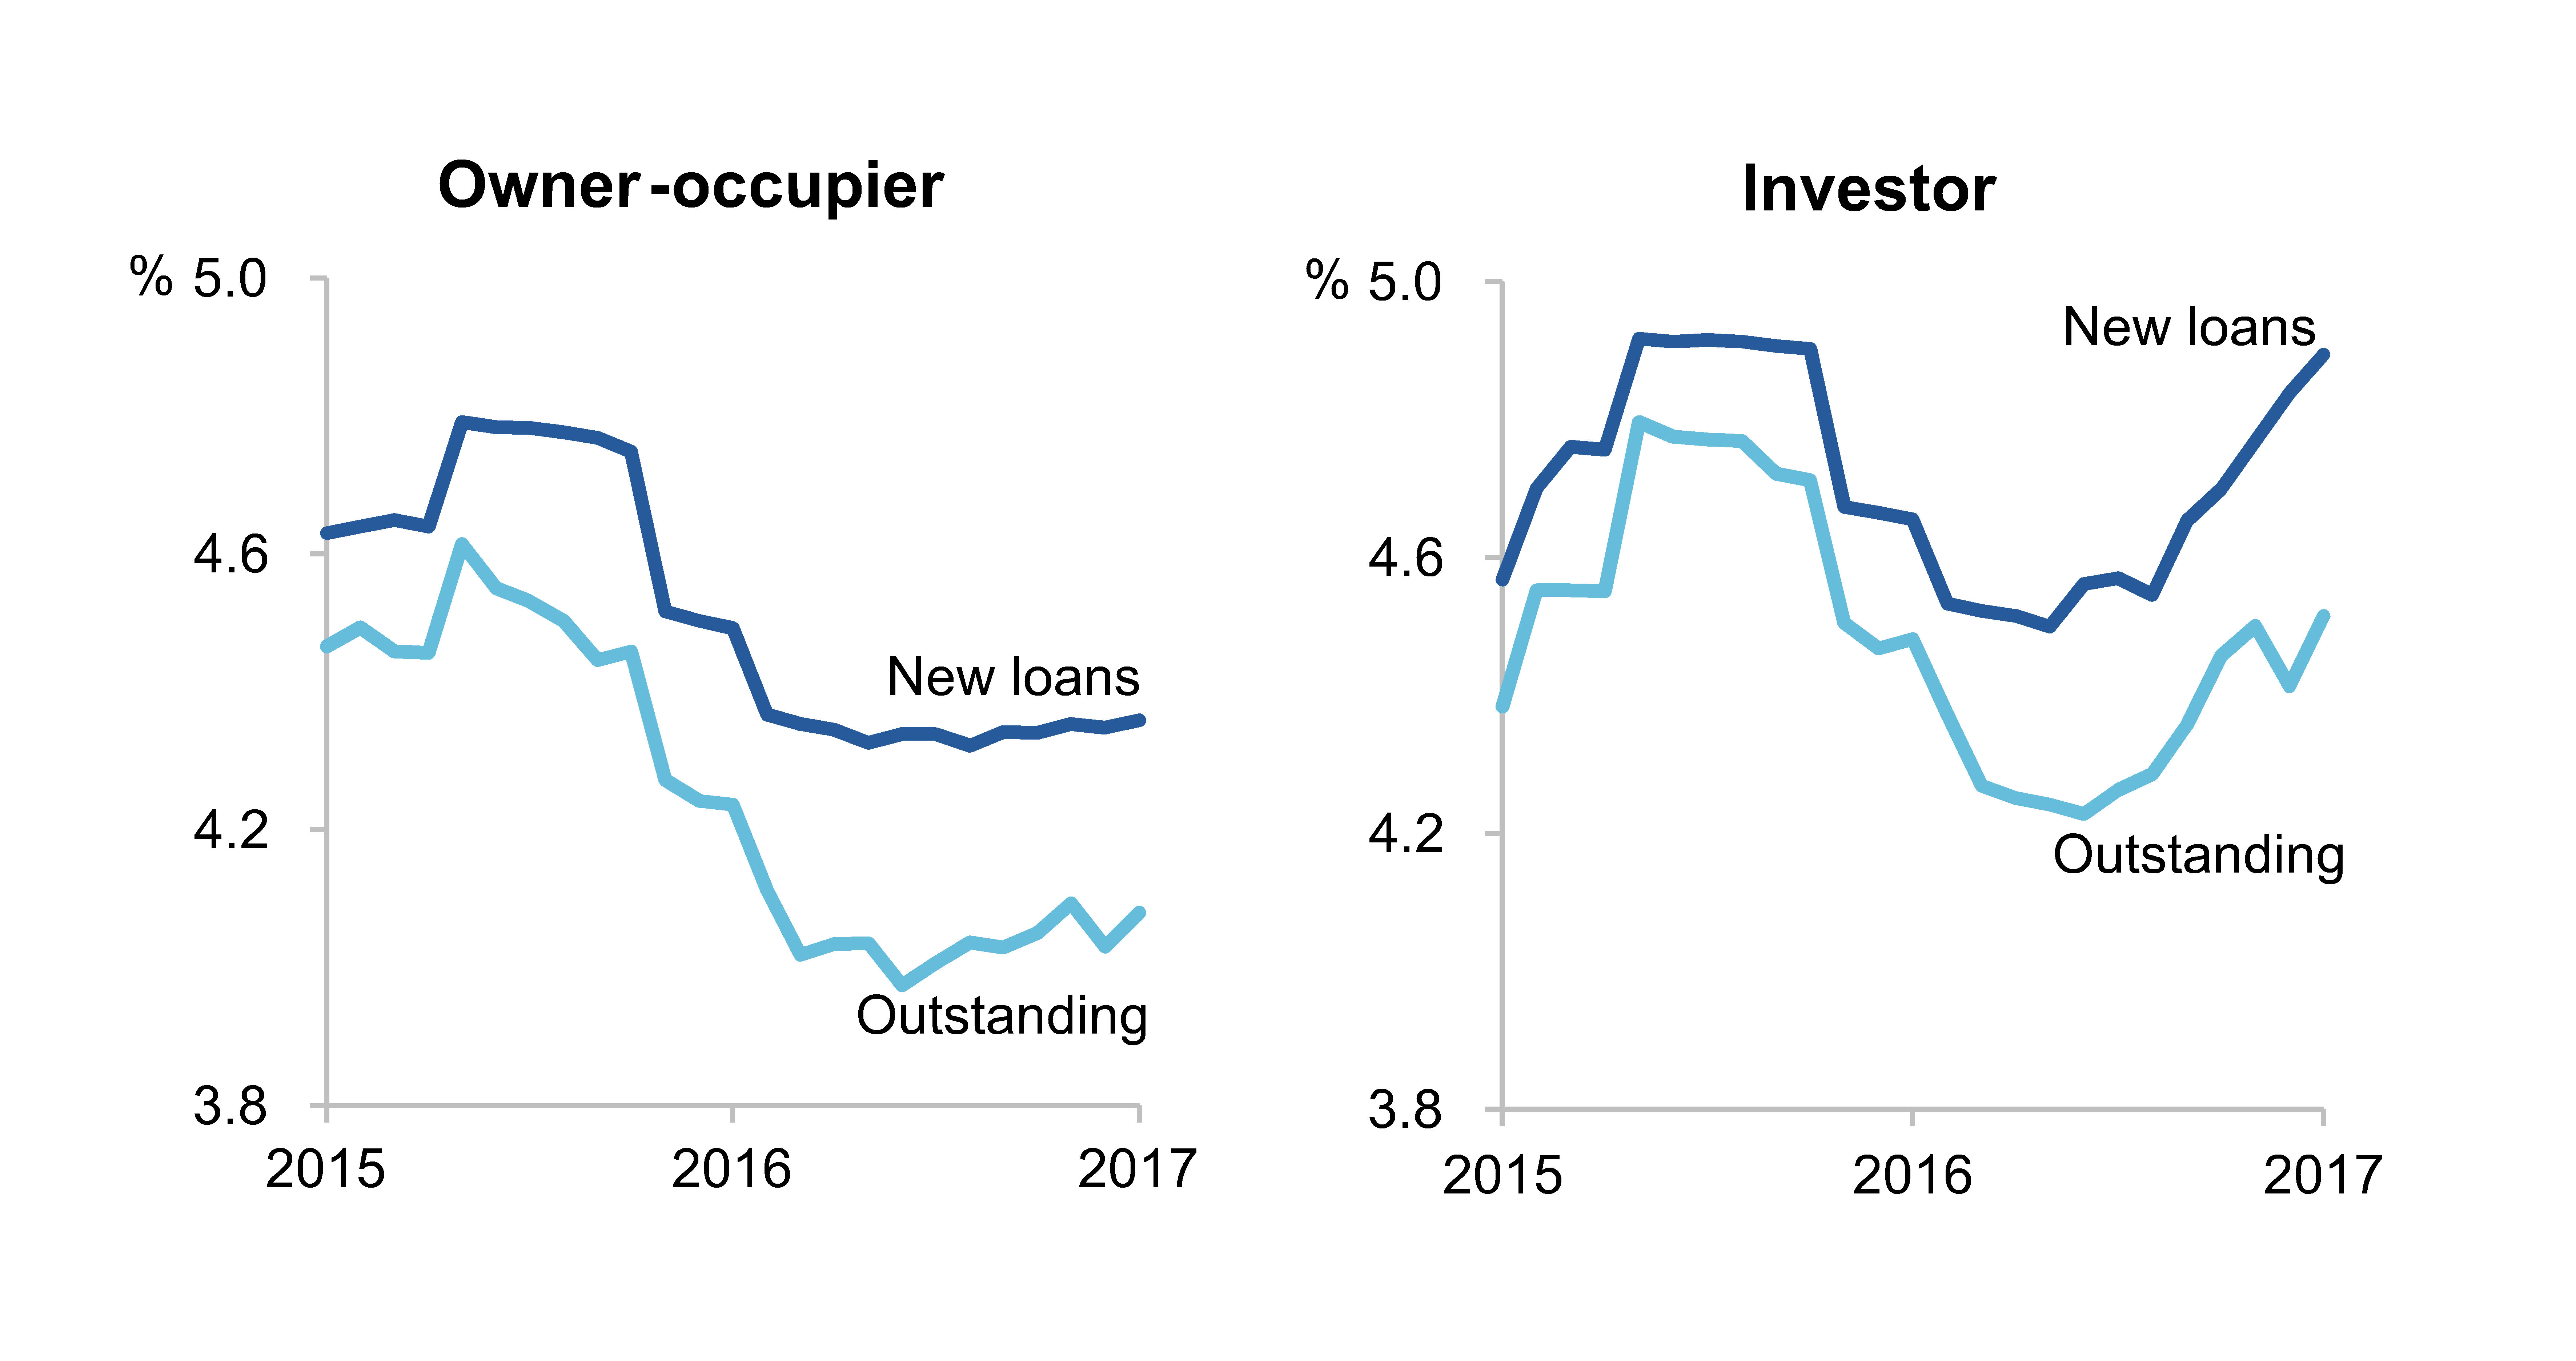 Owner-occupier
% 5.0
4.6
4.2
3.8
2015 2016 2017
New loans
Outstanding
Investor
% 5.0
4.6
4.2
3.8
2015 2016 2017
New loans
Outstanding